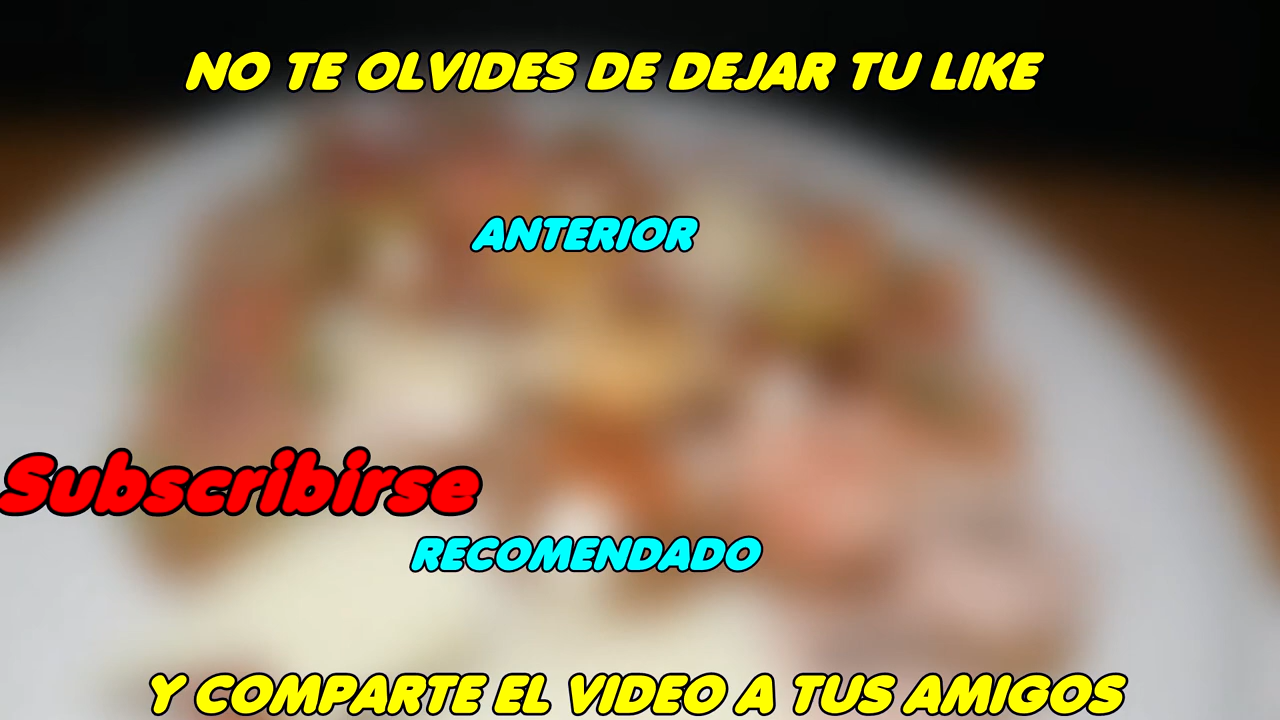 NO TE OLVIDES DE DEJAR TU LIKE
ANTERIOR
Subscribirse
RECOMENDADO
Y COMPARTE EL VIDEO A TUS AMIGOS